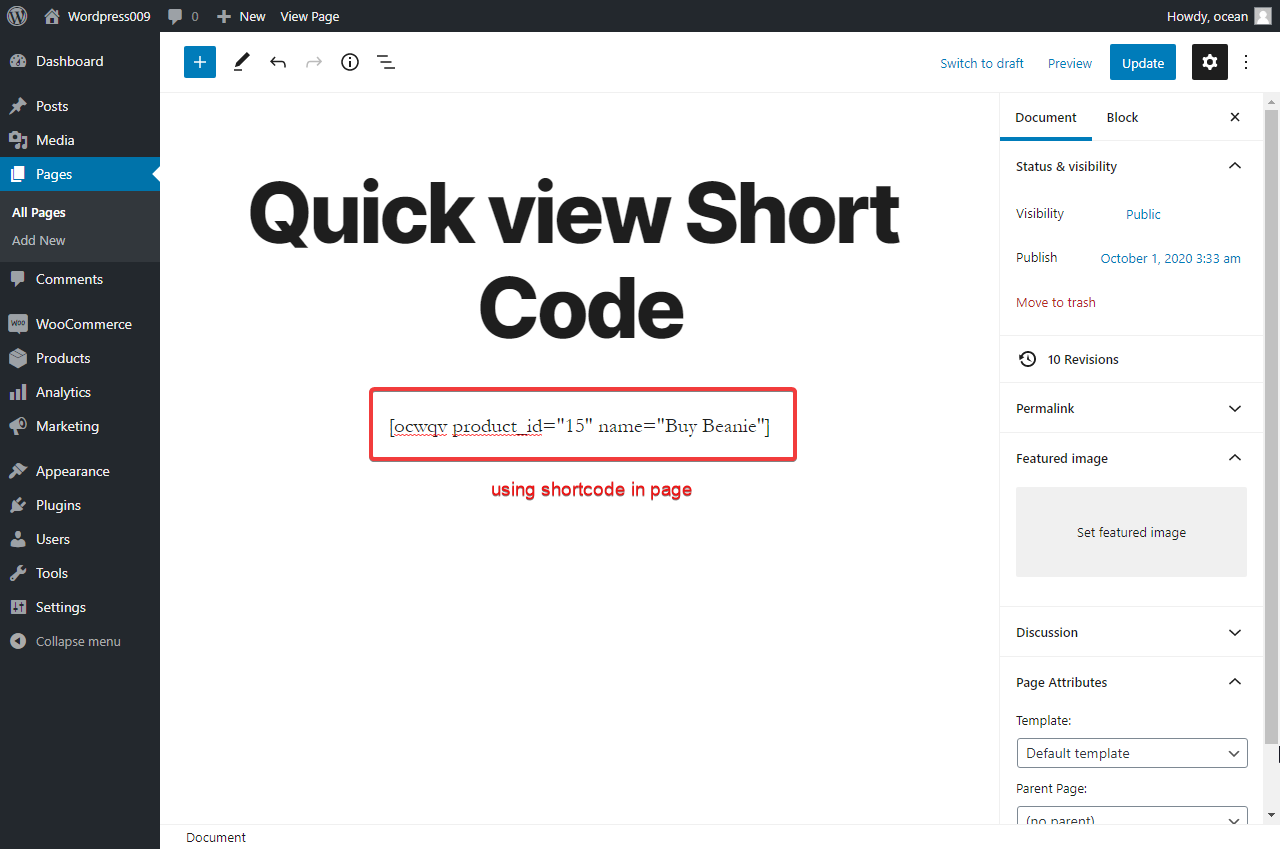 Wordpress009 0 New View Page Howdy, ocean
Dashboard
Posts
Media
Pages
All Pages
Add New
Comments
WooCommerce
Products
Analytics
Marketing
Appearance
Plugins
Users
Tools
Settings
Collapse menu
Switch to draft Preview Update
Quick view Short
Code
[ocwqv product_id="15" name="Buy Beanie"]
using shortcode in page
Document Block
Status & visibility
Visibility Public
Publish October 1, 2020 3:33 am
Move to trash
10 Revisions
Permalink
Featured image
Set featured image
Discussion
Page Attributes
Template:
Default template
Parent Page:
(no parent)
Document